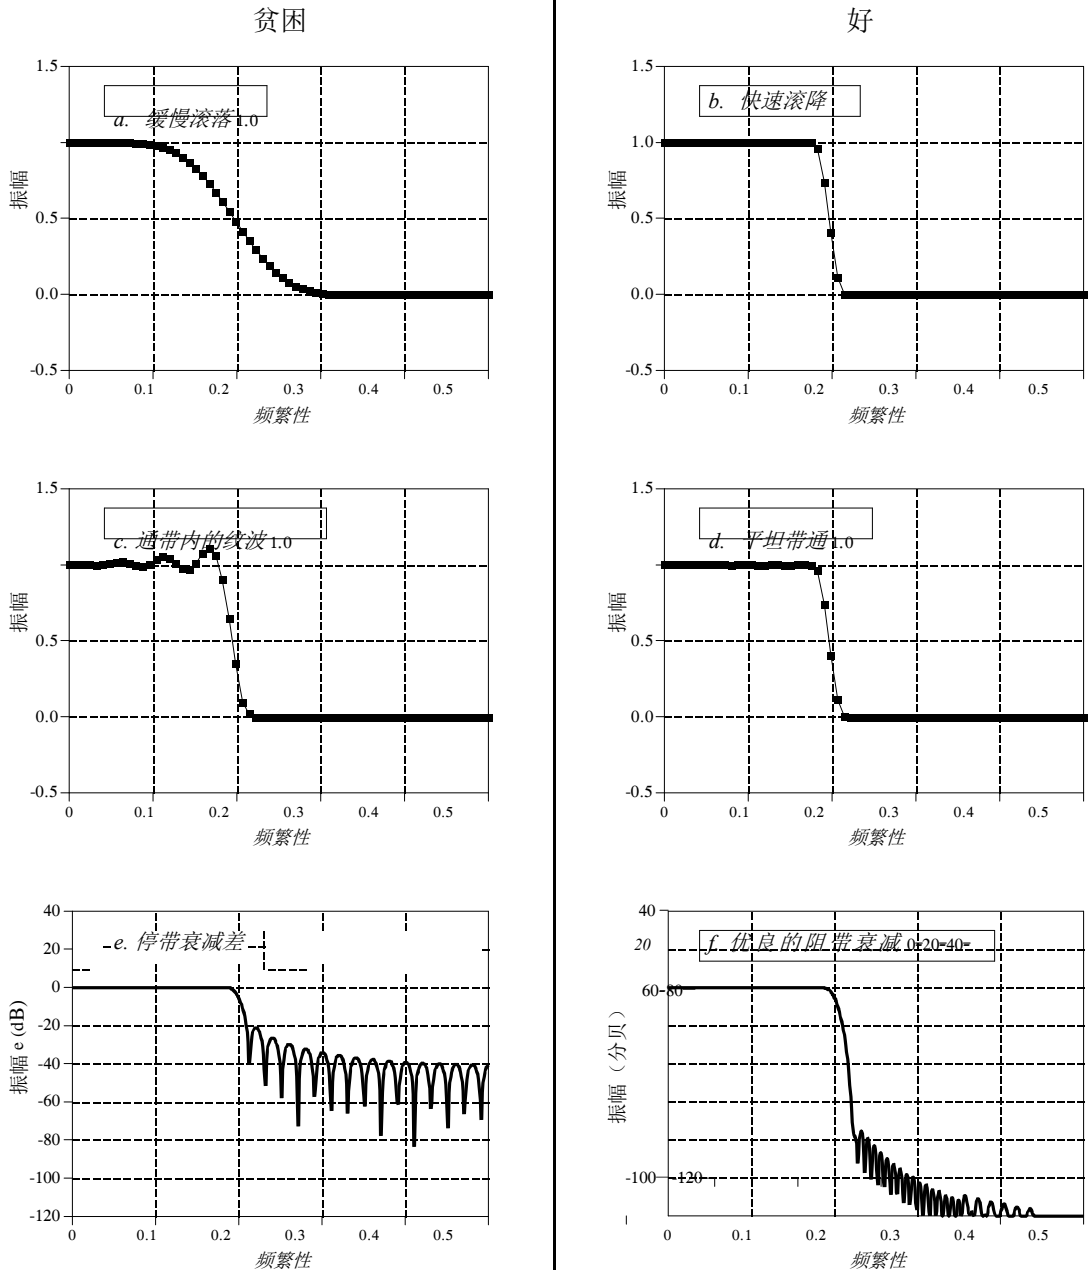 贫困
好
1.5
a. 缓慢滚落 1.0
0.5
0.0
-0.5
0 0.1 0.2 0.3 0.4 0.5
振幅
频繁性
1.5
b. 快速滚降
1.0
0.5
0.0
-0.5
0 0.1 0.2 0.3 0.4 0.5
振幅
频繁性
1.5
c. 通带内的纹波 1.0
0.5
0.0
-0.5
0 0.1 0.2 0.3 0.4 0.5
振幅
频繁性
1.5
d. 平坦带通 1.0
0.5
0.0
-0.5
0 0.1 0.2 0.3 0.4 0.5
振幅
频繁性
40
20
e. 停带衰减差
0
-20
-40
-60
-80
-100
-120
0 0.1 0.2 0.3 0.4 0.5
振幅 e (dB)
频繁性
40
20
f 优良的阻带衰减 0-20-40-
60-80
-100 -120
0 0.1 0.2 0.3 0.4 0.5
振幅（分贝）
频繁性